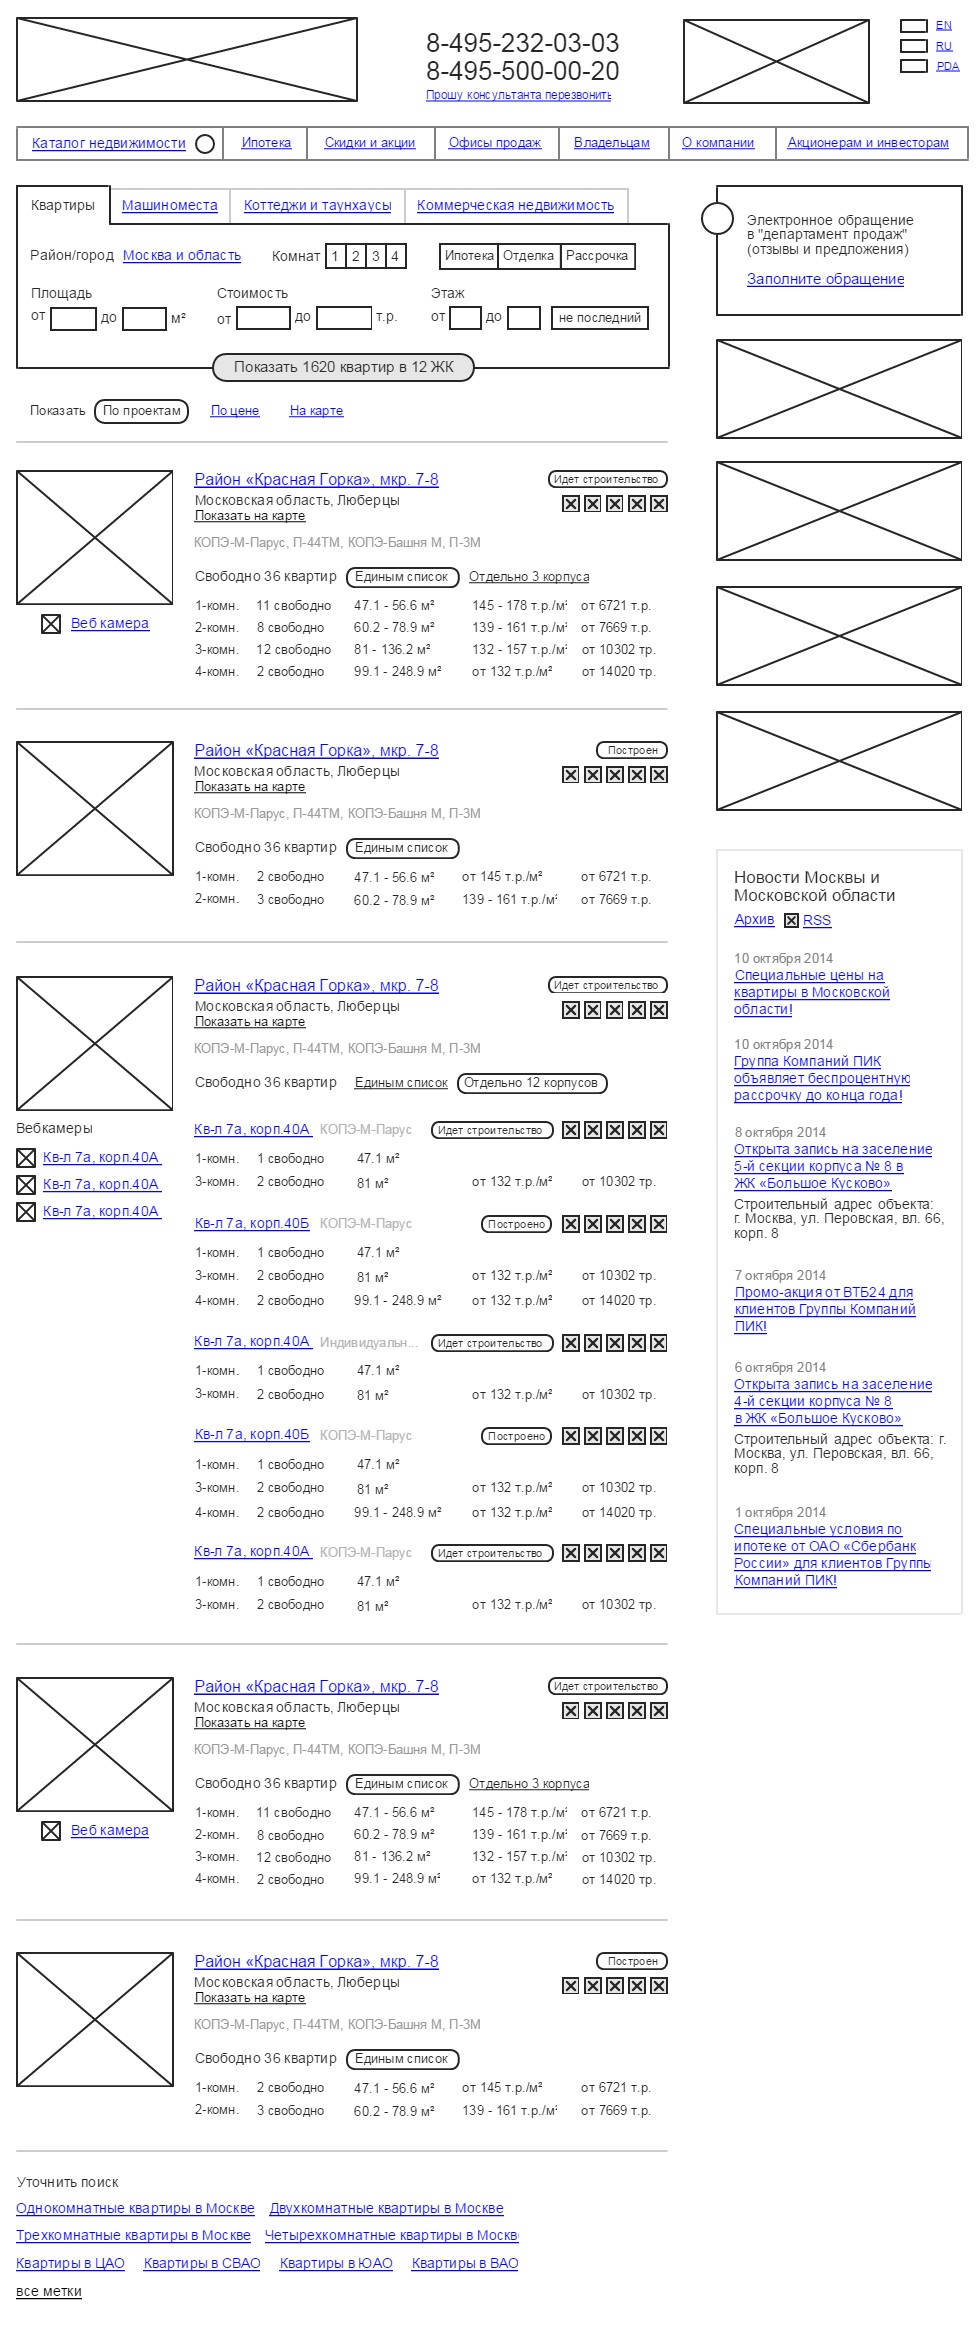 8-495-232-03-03
8-495-500-00-20
Прошу консультанта перезвонить
EN
RU
PDA
Каталог недвижимости Ипотека Скидки и акции Офисы продаж Владельцам О компании Акционерам и инвесторам
Квартиры Машиноместа Коттеджи и таунхаусы Коммерческая недвижимость
Район/город Москва и область Комнат 1 2 3 4 Ипотека Отделка Рассрочка
Площадь Стоимость Этаж
от до м² от до т.р. от до не последний
Показать 1620 квартир в 12 ЖК
Показать По проектам По цене На карте
Электронное обращение
в "департамент продаж"
(отзывы и предложения)
Заполните обращение
Район «Красная Горка», мкр. 7-8 Идет строительство
Московская область, Люберцы
Показать на карте
КОПЭ-М-Парус, П-44ТМ, КОПЭ-Башня М, П-3М
Свободно 36 квартир Единым список Отдельно 3 корпуса
1-комн. 11 свободно 47.1 - 56.6 м² 145 - 178 т.р./м² от 6721 т.р.
2-комн. 8 свободно 60.2 - 78.9 м² 139 - 161 т.р./м² от 7669 т.р.
3-комн. 12 свободно 81 - 136.2 м² 132 - 157 т.р./м² от 10302 тр.
4-комн. 2 свободно 99.1 - 248.9 м² от 132 т.р./м² от 14020 тр.
Веб камера
Район «Красная Горка», мкр. 7-8 Построен
Московская область, Люберцы
Показать на карте
КОПЭ-М-Парус, П-44ТМ, КОПЭ-Башня М, П-3М
Свободно 36 квартир Единым список
1-комн. 2 свободно 47.1 - 56.6 м² от 145 т.р./м² от 6721 т.р.
2-комн. 3 свободно 60.2 - 78.9 м² 139 - 161 т.р./м² от 7669 т.р.
Район «Красная Горка», мкр. 7-8 Идет строительство
Московская область, Люберцы
Показать на карте
КОПЭ-М-Парус, П-44ТМ, КОПЭ-Башня М, П-3М
Свободно 36 квартир Единым список Отдельно 12 корпусов
Вебкамеры
Кв-л 7а, корп.40А
Кв-л 7а, корп.40А
Кв-л 7а, корп.40А
Кв-л 7а, корп.40А КОПЭ-М-Парус Идет строительство
1-комн. 1 свободно 47.1 м²
3-комн. 2 свободно 81 м² от 132 т.р./м² от 10302 тр.
Кв-л 7а, корп.40Б КОПЭ-М-Парус Построено
1-комн. 1 свободно 47.1 м²
3-комн. 2 свободно 81 м² от 132 т.р./м² от 10302 тр.
4-комн. 2 свободно 99.1 - 248.9 м² от 132 т.р./м² от 14020 тр.
Кв-л 7а, корп.40А Индивидуальн... Идет строительство
1-комн. 1 свободно 47.1 м²
3-комн. 2 свободно 81 м² от 132 т.р./м² от 10302 тр.
Кв-л 7а, корп.40Б КОПЭ-М-Парус Построено
1-комн. 1 свободно 47.1 м²
3-комн. 2 свободно 81 м² от 132 т.р./м² от 10302 тр.
4-комн. 2 свободно 99.1 - 248.9 м² от 132 т.р./м² от 14020 тр.
Кв-л 7а, корп.40А КОПЭ-М-Парус Идет строительство
1-комн. 1 свободно 47.1 м²
3-комн. 2 свободно 81 м² от 132 т.р./м² от 10302 тр.
Район «Красная Горка», мкр. 7-8 Идет строительство
Московская область, Люберцы
Показать на карте
КОПЭ-М-Парус, П-44ТМ, КОПЭ-Башня М, П-3М
Свободно 36 квартир Единым список Отдельно 3 корпуса
1-комн. 11 свободно 47.1 - 56.6 м² 145 - 178 т.р./м² от 6721 т.р.
2-комн. 8 свободно 60.2 - 78.9 м² 139 - 161 т.р./м² от 7669 т.р.
3-комн. 12 свободно 81 - 136.2 м² 132 - 157 т.р./м² от 10302 тр.
4-комн. 2 свободно 99.1 - 248.9 м² от 132 т.р./м² от 14020 тр.
Веб камера
Район «Красная Горка», мкр. 7-8 Построен
Московская область, Люберцы
Показать на карте
КОПЭ-М-Парус, П-44ТМ, КОПЭ-Башня М, П-3М
Свободно 36 квартир Единым список
1-комн. 2 свободно 47.1 - 56.6 м² от 145 т.р./м² от 6721 т.р.
2-комн. 3 свободно 60.2 - 78.9 м² 139 - 161 т.р./м² от 7669 т.р.
Новости Москвы и
Московской области
Архив RSS
10 октября 2014
Специальные цены на
квартиры в Московской
области!
10 октября 2014
Группа Компаний ПИК
объявляет беспроцентную
рассрочку до конца года!
8 октября 2014
Открыта запись на заселение
5-й секции корпуса № 8 в
ЖК «Большое Кусково»
Строительный адрес объекта:
г. Москва, ул. Перовская, вл. 66,
корп. 8
7 октября 2014
Промо-акция от ВТБ24 для
клиентов Группы Компаний
ПИК!
6 октября 2014
Открыта запись на заселение
4-й секции корпуса № 8
в ЖК «Большое Кусково»
Строительный адрес объекта: г.
Москва, ул. Перовская, вл. 66,
корп. 8
1 октября 2014
Специальные условия по
ипотеке от ОАО «Сбербанк
России» для клиентов Группы
Компаний ПИК!
Уточнить поиск
Однокомнатные квартиры в Москве Двухкомнатные квартиры в Москве
Трехкомнатные квартиры в Москве Четырехкомнатные квартиры в Москв
Квартиры в ЦАО Квартиры в СВАО Квартиры в ЮАО Квартиры в ВАО
все метки